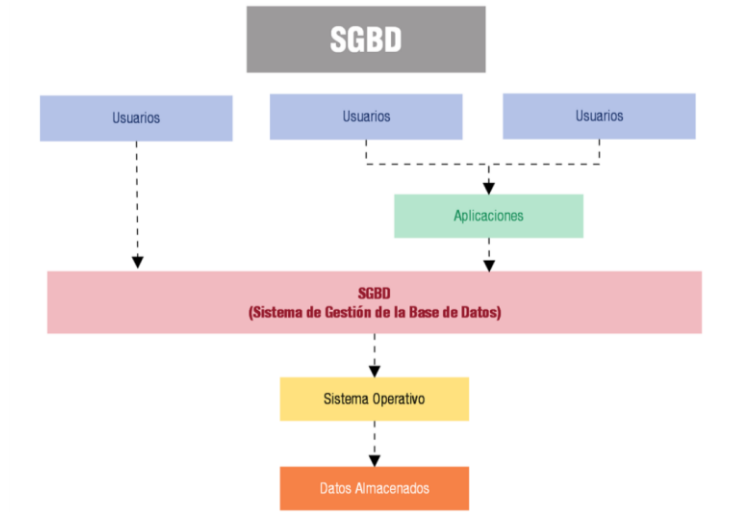 SGBD
Usuarios
Usuarios
Usuarios
Aplicaciones
SGBD
(Sistema de Gestión de la Base de Datos)
Sistema Operativo
Datos Almacenados